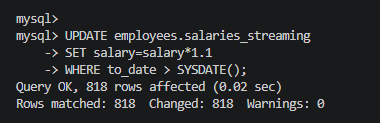 mysql>
mysql> UPDATE employees.salaries_streaming
    -> SET salary=salary*1.1
    -> WHERE to_date > SYSDATE();
Query OK, 818 rows affected (0.02 sec)
Rows matched: 818  Changed: 818  Warnings: 0